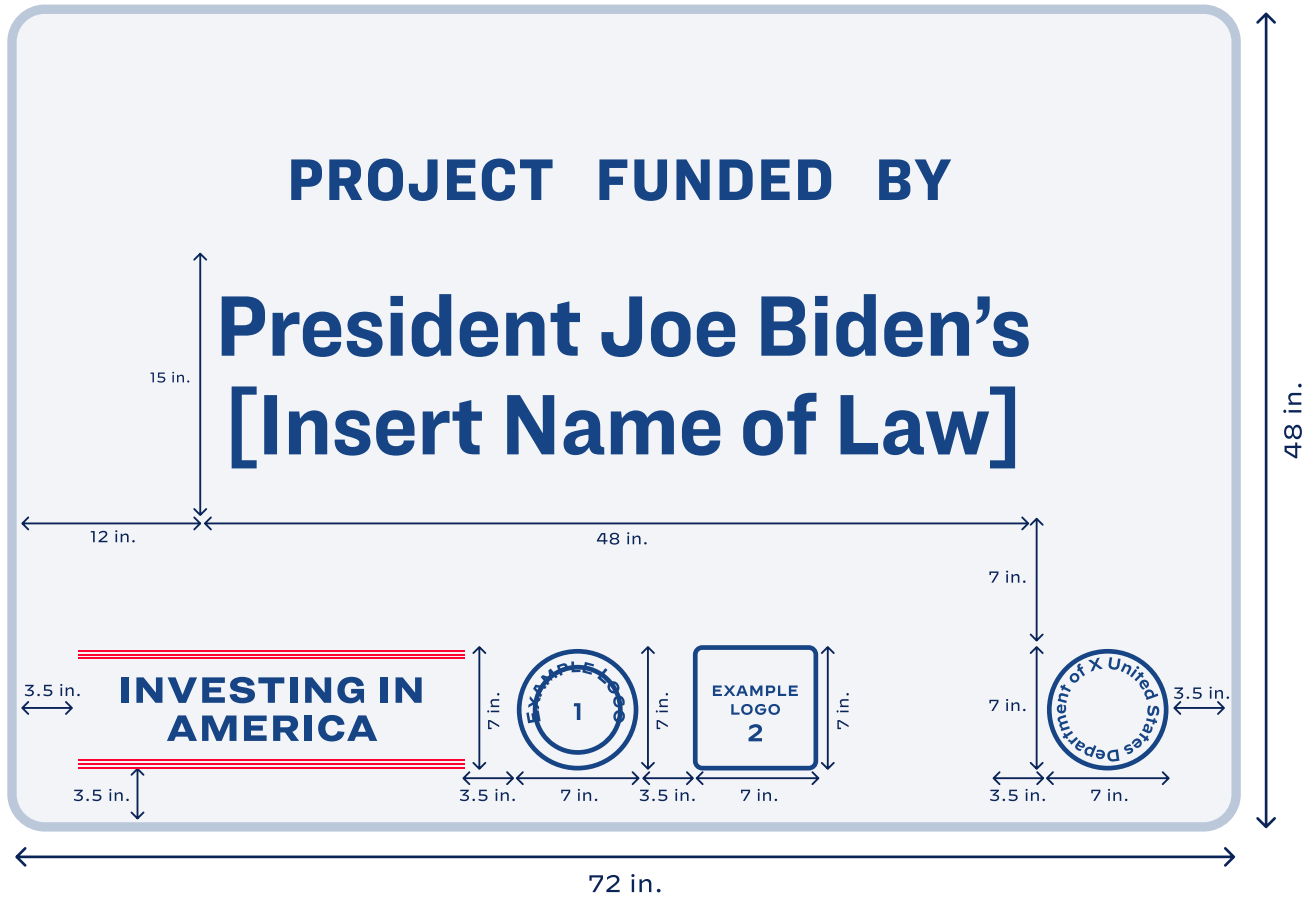 PROJECT FUNDED BY
President Joe Biden’s
[Insert Name of Law]
15 in.
12 in.
48 in.
7 in.
48 in.
3.5 in.
INVESTING IN
AMERICA
7 in.
EXAMPLE LOGO
1
7 in.
EXAMPLE
LOGO
2
7 in.
7 in.
Department of X United States
3.5 in.
3.5 in.
3.5 in.
7 in.
3.5 in.
7 in.
3.5 in.
7 in.
72 in.